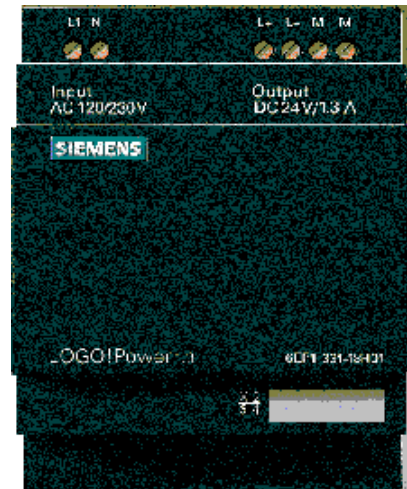 L1 N L+ L+ M M
Input Output
AC 120/230V DC 24V/1.3 A
SIEMENS
LOGO!Power